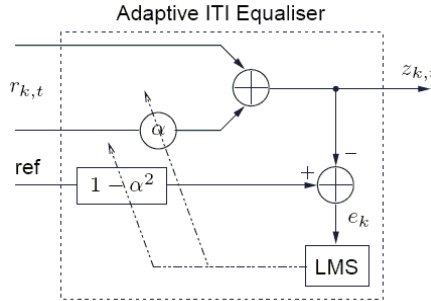 Adaptive ITI Equaliser
z_{k,t}
r_{k,t}
α
ref
1 − α²
+
−
e_k
LMS